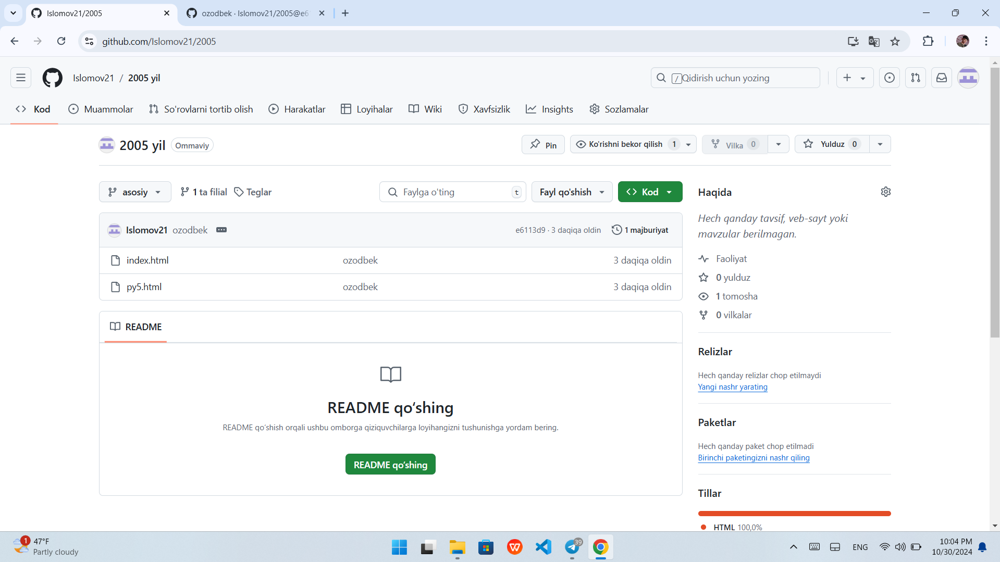 Islomov21/2005
ozodbek · Islomov21/2005@e6
github.com/Islomov21/2005
Islomov21 / 2005 yil
/ Qidirish uchun yozing
Kod
Muammolar
So'rovlarni tortib olish
Harakatlar
Loyihalar
Wiki
Xavfsizlik
Insights
Sozlamalar
2005 yil Ommaviy
Pin
Ko'rishni bekor qilish 1
Vilka 0
Yulduz 0
asosiy
1 ta filial
Teglar
Faylga o'ting t
Fayl qo'shish
Kod
Islomov21 ozodbek
e6113d9 · 3 daqiqa oldin
1 majburiyat
index.html ozodbek 3 daqiqa oldin
py5.html ozodbek 3 daqiqa oldin
README
README qo‘shing
README qo‘shish orqali ushbu omborga qiziquvchilarga loyihangizni tushunishga yordam bering.
README qo‘shing
Haqida
Hech qanday tavsif, veb-sayt yoki
mavzular berilmagan.
Faoliyat
0 yulduz
1 tomosha
0 vilkalar
Relizlar
Hech qanday relizlar chop etilmaydi
Yangi nashr yarating
Paketlar
Hech qanday paket chop etilmadi
Birinchi paketingizni nashr qiling
Tillar
HTML 100,0%
1
47°F
Partly cloudy
39
ENG
10:04 PM
10/30/2024